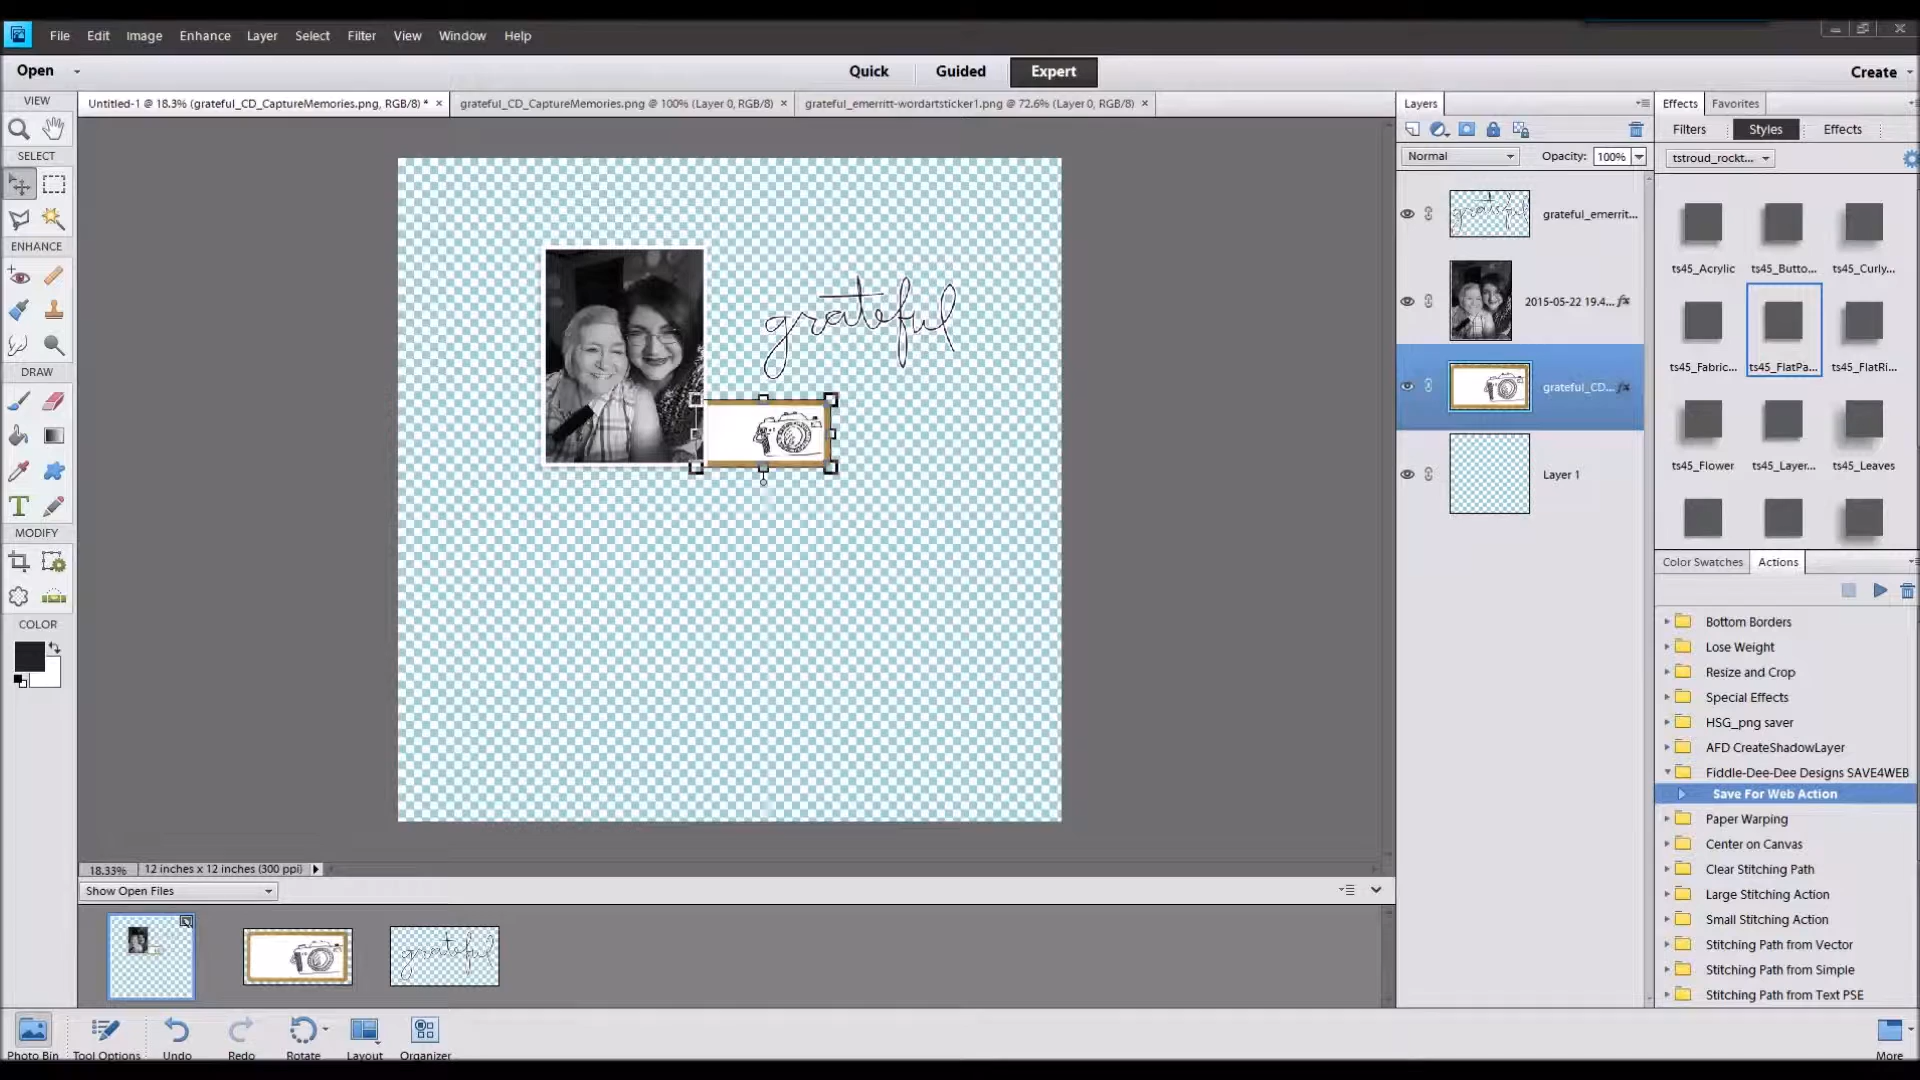 File Edit Image Enhance Layer Select Filter View Window Help
Open Quick Guided Expert Create
VIEW
Untitled-1 @ 18.3% (grateful_CD_CaptureMemories.png, RGB/8) * × grateful_CD_CaptureMemories.png @ 100% (Layer 0, RGB/8) × grateful_emerritt-wordartsticker1.png @ 72.6% (Layer 0, RGB/8) ×
Layers
Effects Favorites
Filters Styles Effects
Normal Opacity: 100%
tstroud_rockt...
SELECT
ENHANCE
DRAW
MODIFY
COLOR
grateful
grateful_emerrit...
2015-05-22 19.4... fx
grateful_CD... fx
Layer 1
ts45_Acrylic ts45_Butto... ts45_Curly...
ts45_Fabric... ts45_FlatPa... ts45_FlatRi...
ts45_Flower ts45_Layer... ts45_Leaves
Color Swatches Actions
Bottom Borders
Lose Weight
Resize and Crop
Special Effects
HSG_png saver
AFD CreateShadowLayer
Fiddle-Dee-Dee Designs SAVE4WEB
Save For Web Action
Paper Warping
Center on Canvas
Clear Stitching Path
Large Stitching Action
Small Stitching Action
Stitching Path from Vector
Stitching Path from Simple
Stitching Path from Text PSE
18.33% 12 inches x 12 inches (300 ppi)
Show Open Files
grateful
Photo Bin Tool Options Undo Redo Rotate Layout Organizer More